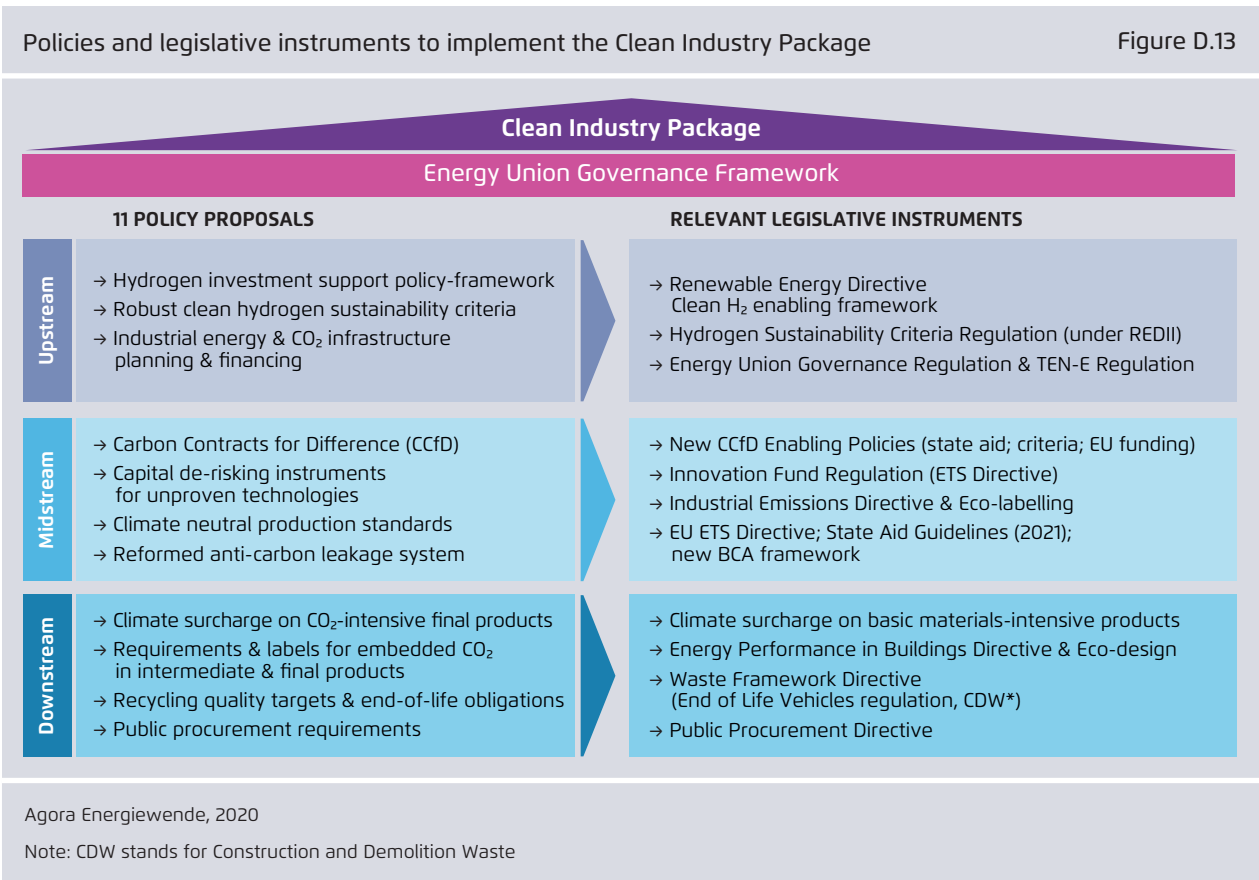 Policies and legislative instruments to implement the Clean Industry Package
Figure D.13
Clean Industry Package
Energy Union Governance Framework
11 POLICY PROPOSALS
RELEVANT LEGISLATIVE INSTRUMENTS
Upstream
→ Hydrogen investment support policy-framework
→ Robust clean hydrogen sustainability criteria
→ Industrial energy & CO₂ infrastructure
planning & financing
→ Renewable Energy Directive
Clean H₂ enabling framework
→ Hydrogen Sustainability Criteria Regulation (under REDII)
→ Energy Union Governance Regulation & TEN-E Regulation
Midstream
→ Carbon Contracts for Difference (CCfD)
→ Capital de-risking instruments
for unproven technologies
→ Climate neutral production standards
→ Reformed anti-carbon leakage system
→ New CCfD Enabling Policies (state aid; criteria; EU funding)
→ Innovation Fund Regulation (ETS Directive)
→ Industrial Emissions Directive & Eco-labelling
→ EU ETS Directive; State Aid Guidelines (2021);
new BCA framework
Downstream
→ Climate surcharge on CO₂-intensive final products
→ Requirements & labels for embedded CO₂
in intermediate & final products
→ Recycling quality targets & end-of-life obligations
→ Public procurement requirements
→ Climate surcharge on basic materials-intensive products
→ Energy Performance in Buildings Directive & Eco-design
→ Waste Framework Directive
(End of Life Vehicles regulation, CDW*)
→ Public Procurement Directive
Agora Energiewende, 2020
Note: CDW stands for Construction and Demolition Waste